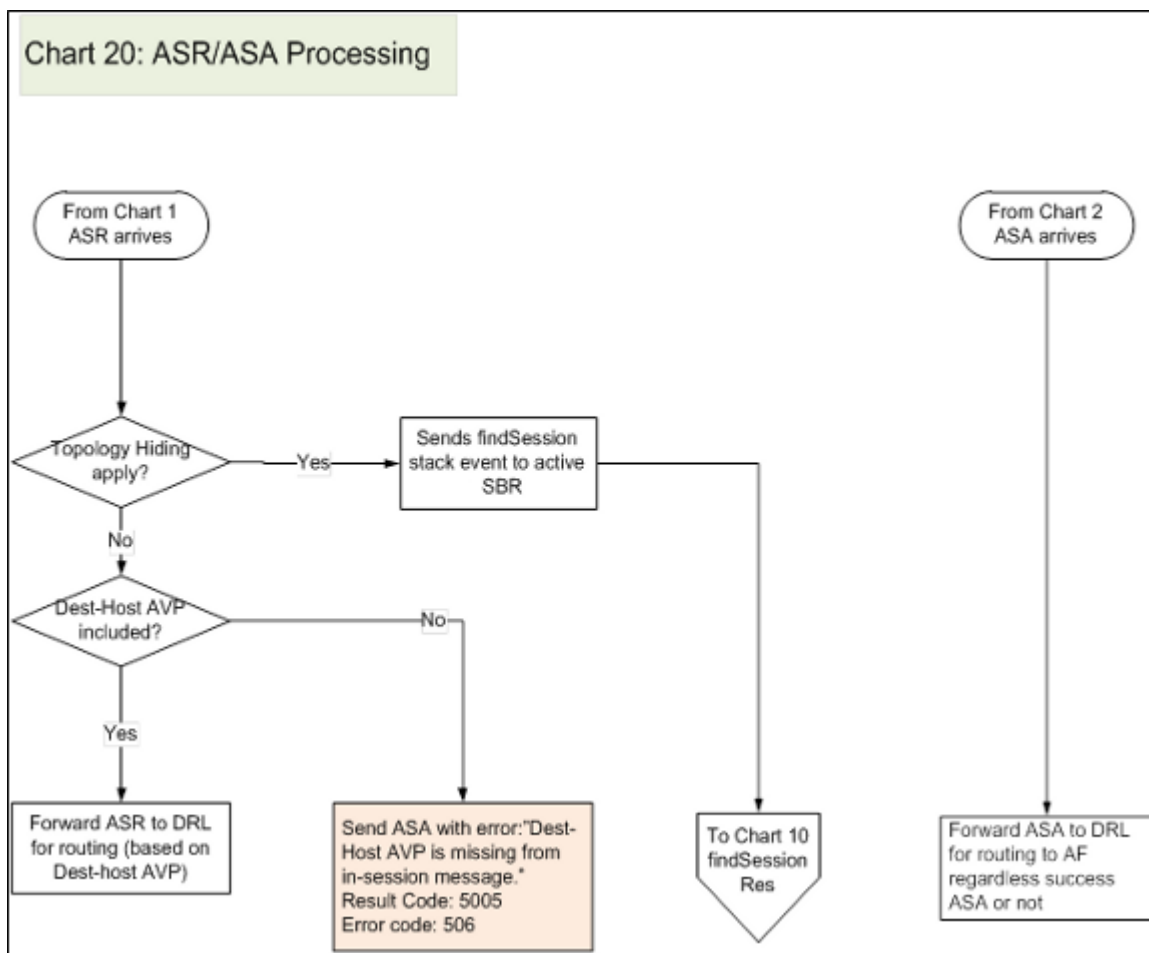 Chart 20: ASR/ASA Processing
From Chart 1
ASR arrives
From Chart 2
ASA arrives
Topology Hiding
apply?
Yes
Sends findSession
stack event to active
SBR
No
Dest-Host AVP
included?
No
Yes
Forward ASR to DRL
for routing (based on
Dest-host AVP)
Send ASA with error:"Dest-
Host AVP is missing from
in-session message."
Result Code: 5005
Error code: 506
To Chart 10
findSession
Res
Forward ASA to DRL
for routing to AF
regardless success
ASA or not